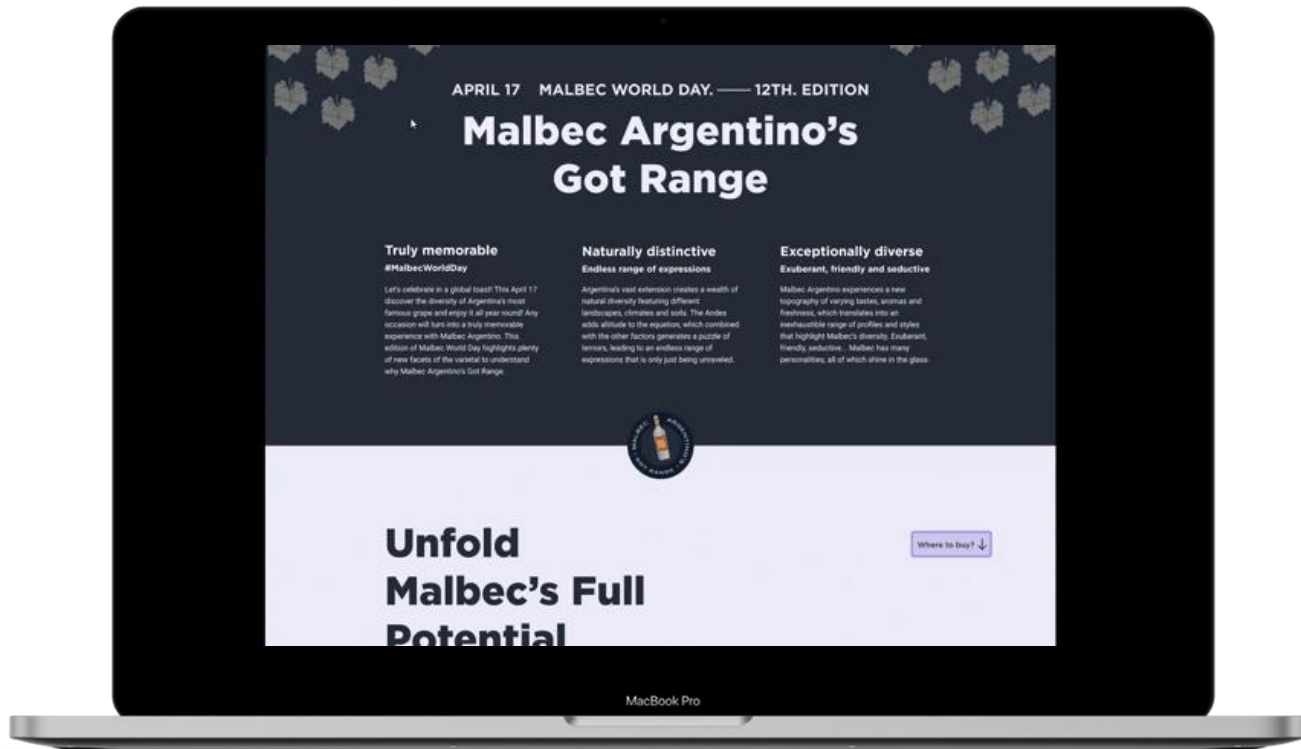 APRIL 17 MALBEC WORLD DAY. —— 12TH. EDITION
Malbec Argentino's
Got Range
Truly memorable
#MalbecWorldDay
Let's celebrate in a global toast! This April 17
discover the diversity of Argentina's most
famous grape and enjoy it all year round! Any
occasion will turn into a truly memorable
experience with Malbec Argentino. This
edition of Malbec World Day highlights plenty
of new facets of the varietal to understand
why Malbec Argentino's Got Range.
Naturally distinctive
Endless range of expressions
Argentina's vast extension creates a wealth of
natural diversity featuring different
landscapes, climates and soils. The Andes
adds altitude to the equation, which combined
with the other factors generates a puzzle of
terroirs, leading to an endless range of
expressions that is only just being unraveled.
Exceptionally diverse
Exuberant, friendly and seductive
Malbec Argentino experiences a new
topography of varying tastes, aromas and
freshness, which translates into an
inexhaustible range of profiles and styles
that highlight Malbec's diversity. Exuberant,
friendly, seductive... Malbec has many
personalities, all of which shine in the glass.
MALBEC ARGENTINO'S GOT RANGE
Unfold
Malbec's Full
Potential
Where to buy? ↓
MacBook Pro